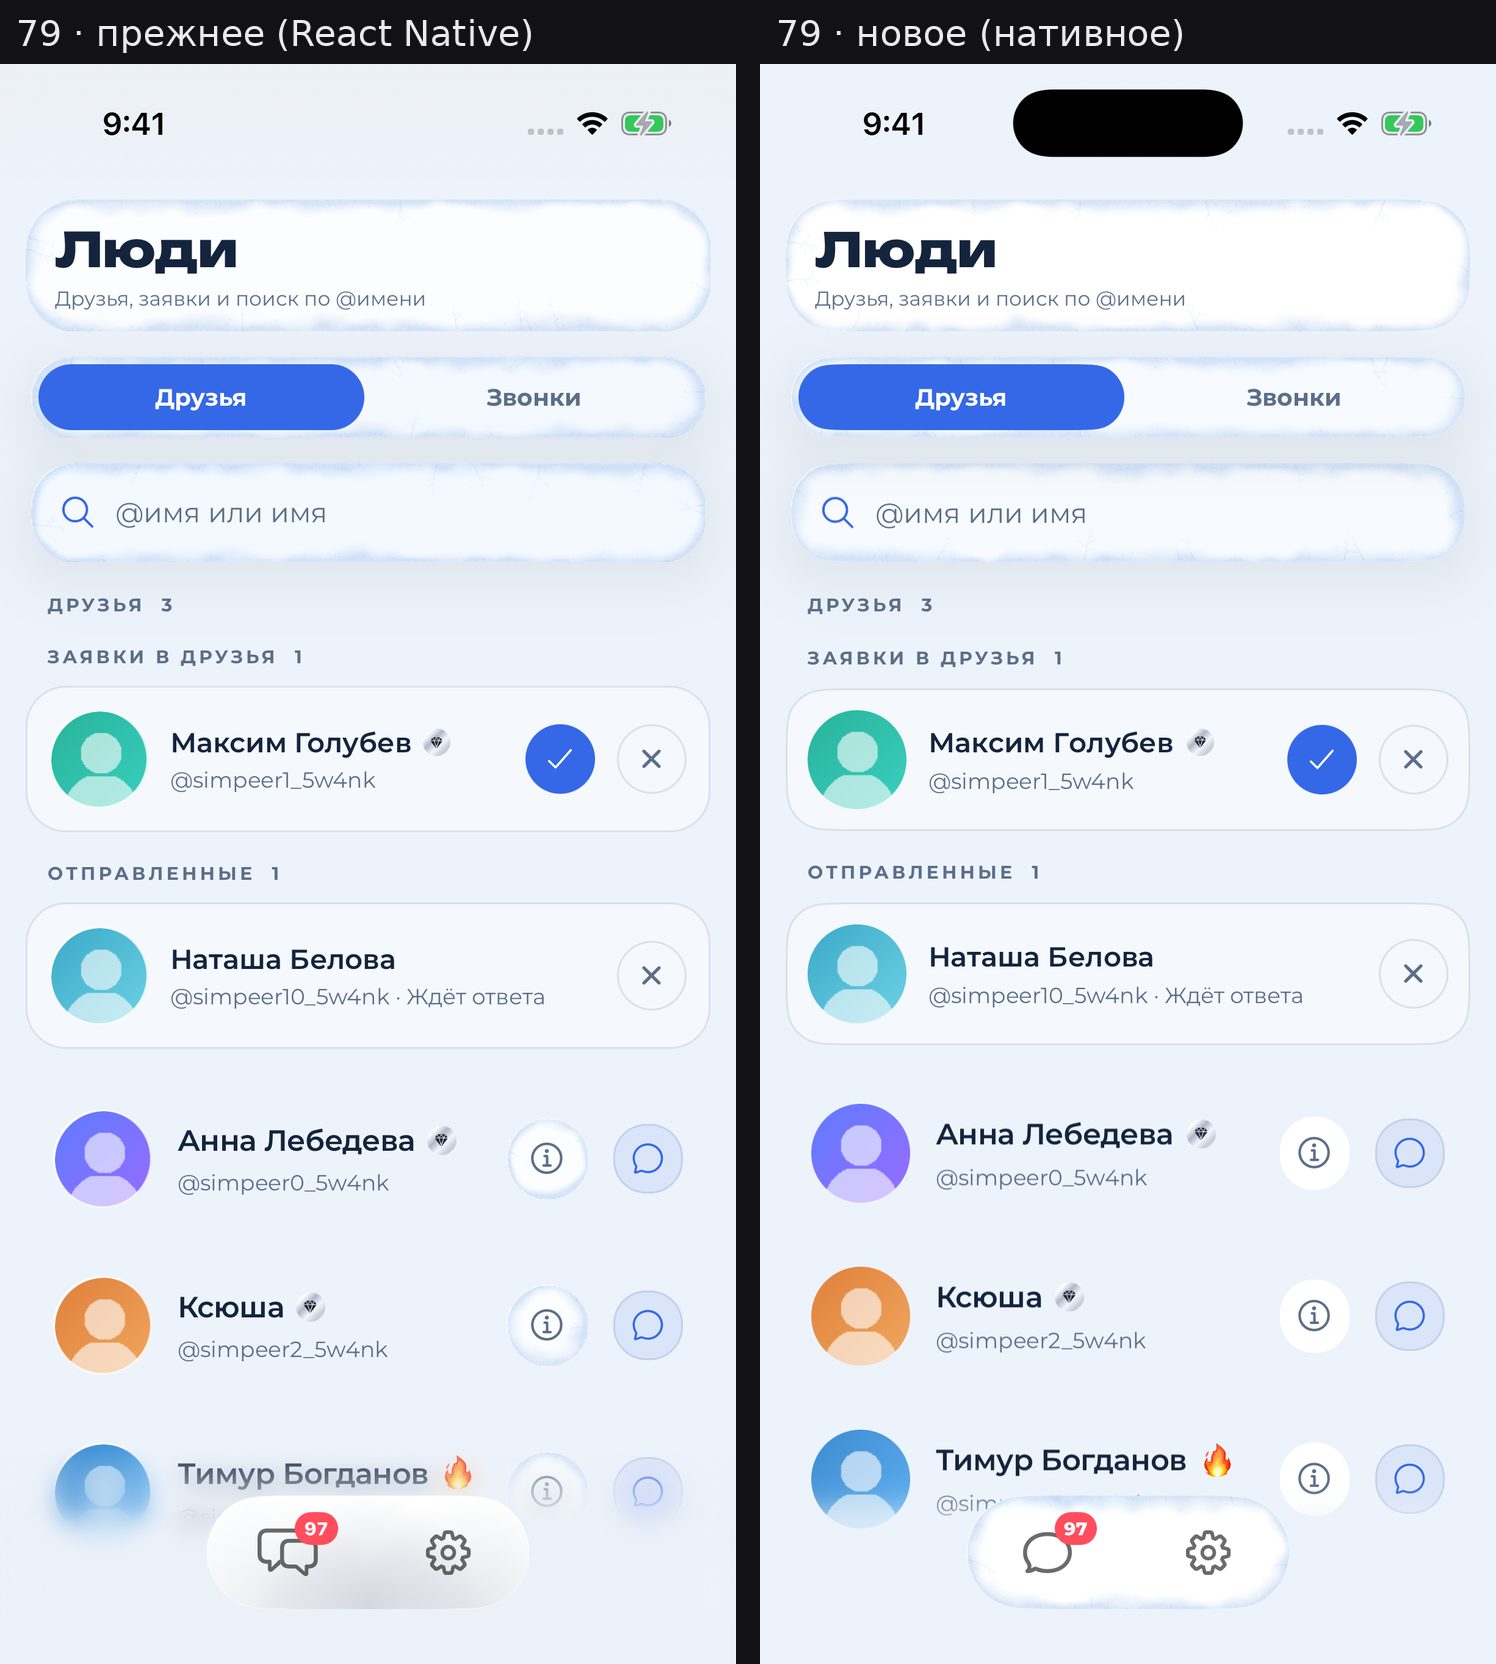 79 · прежнее (React Native)
9:41
Люди
Друзья, заявки и поиск по @имени
Друзья Звонки
@имя или имя
ДРУЗЬЯ 3
ЗАЯВКИ В ДРУЗЬЯ 1
Максим Голубев
@simpeer1_5w4nk
ОТПРАВЛЕННЫЕ 1
Наташа Белова
@simpeer10_5w4nk · Ждёт ответа
Анна Лебедева
@simpeer0_5w4nk
Ксюша
@simpeer2_5w4nk
Тимур Богданов
97
79 · новое (нативное)
9:41
Люди
Друзья, заявки и поиск по @имени
Друзья Звонки
@имя или имя
ДРУЗЬЯ 3
ЗАЯВКИ В ДРУЗЬЯ 1
Максим Голубев
@simpeer1_5w4nk
ОТПРАВЛЕННЫЕ 1
Наташа Белова
@simpeer10_5w4nk · Ждёт ответа
Анна Лебедева
@simpeer0_5w4nk
Ксюша
@simpeer2_5w4nk
Тимур Богданов
97